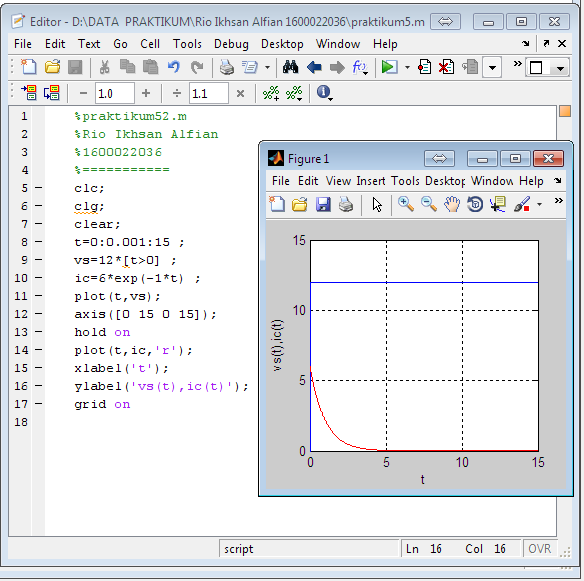 Editor - D:\DATA PRAKTIKUM\Rio Ikhsan Alfian 1600022036\praktikum5.m
File Edit Text Go Cell Tools Debug Desktop Window Help
1.0 1.1
1 %praktikum52.m
2 %Rio Ikhsan Alfian
3 %1600022036
4 %===========
5 clc;
6 clg;
7 clear;
8 t=0:0.001:15 ;
9 vs=12*[t>0] ;
10 ic=6*exp(-1*t) ;
11 plot(t,vs);
12 axis([0 15 0 15]);
13 hold on
14 plot(t,ic,'r');
15 xlabel('t');
16 ylabel('vs(t),ic(t)');
17 grid on
18
Figure 1
File Edit View Insert Tools Desktop Window Help
15
10
5
0
vs(t),ic(t)
0 5 10 15
t
script Ln 16 Col 16 OVR